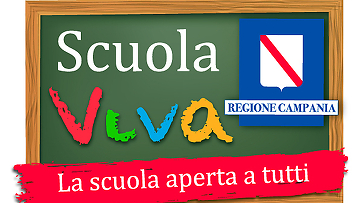 Scuola
Viva
REGIONE CAMPANIA
La scuola aperta a tutti